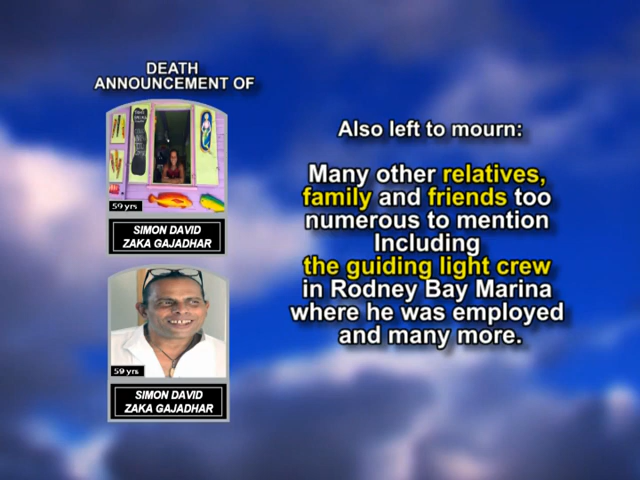 DEATH
ANNOUNCEMENT OF
59 yrs
SIMON DAVID
ZAKA GAJADHAR
59 yrs
SIMON DAVID
ZAKA GAJADHAR
Also left to mourn:
Many other relatives,
family and friends too
numerous to mention
Including
the guiding light crew
in Rodney Bay Marina
where he was employed
and many more.